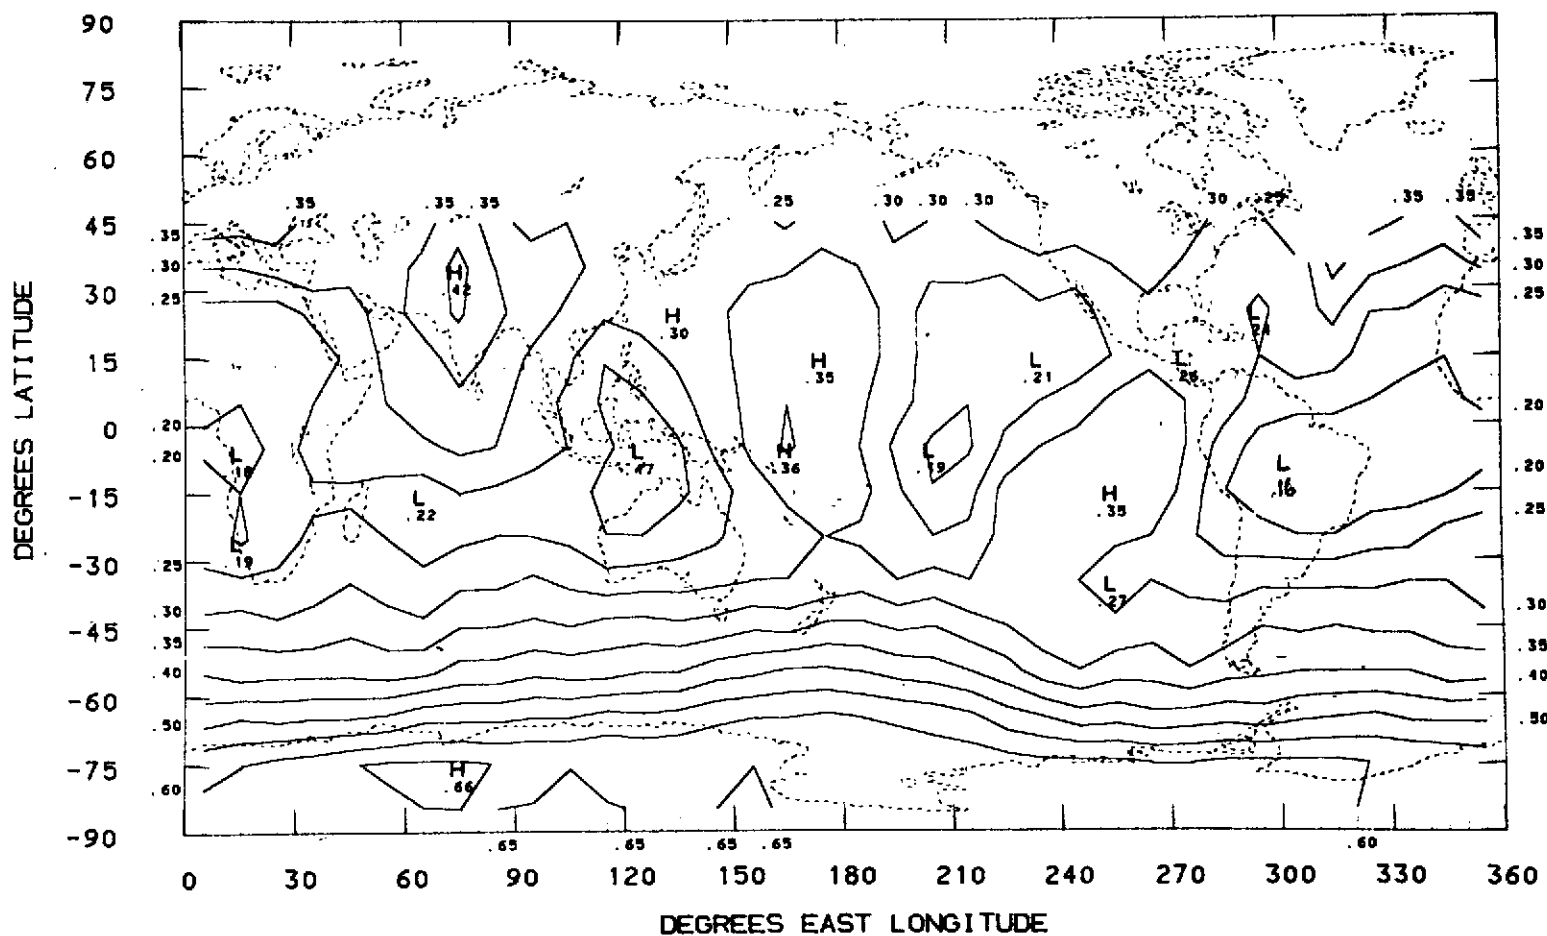 90
75
60
45
30
15
0
-15
-30
-45
-60
-75
-90
DEGREES LATITUDE
.35 .35 .35 .25 .30 .30 .30 .30 .25 .35 .35
.35 .35
.30 .30
.25 .25
H .42
H .30
L .21
H .35
L .21
L
.20 .20
.20 .20
L .18
L .17
H .36
L .19
L .16
L .22
H .35
.25
L .19
.25
L .27
.30 .30
.35 .35
.40 .40
.50 .50
H .66
.60
.65 .65 .65 .65 .60
0 30 60 90 120 150 180 210 240 270 300 330 360
DEGREES EAST LONGITUDE